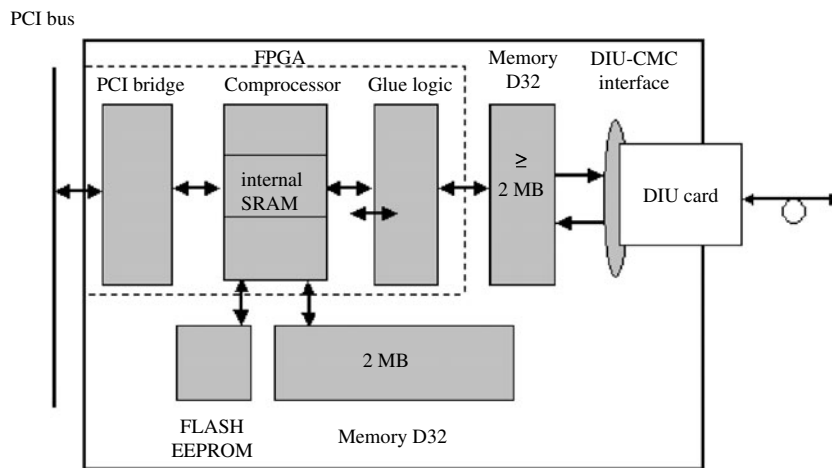 PCI bus
FPGA
PCI bridge
Comprocessor
Glue logic
Memory
D32
DIU-CMC
interface
internal
SRAM
≥
2 MB
DIU card
2 MB
FLASH
EEPROM
Memory D32